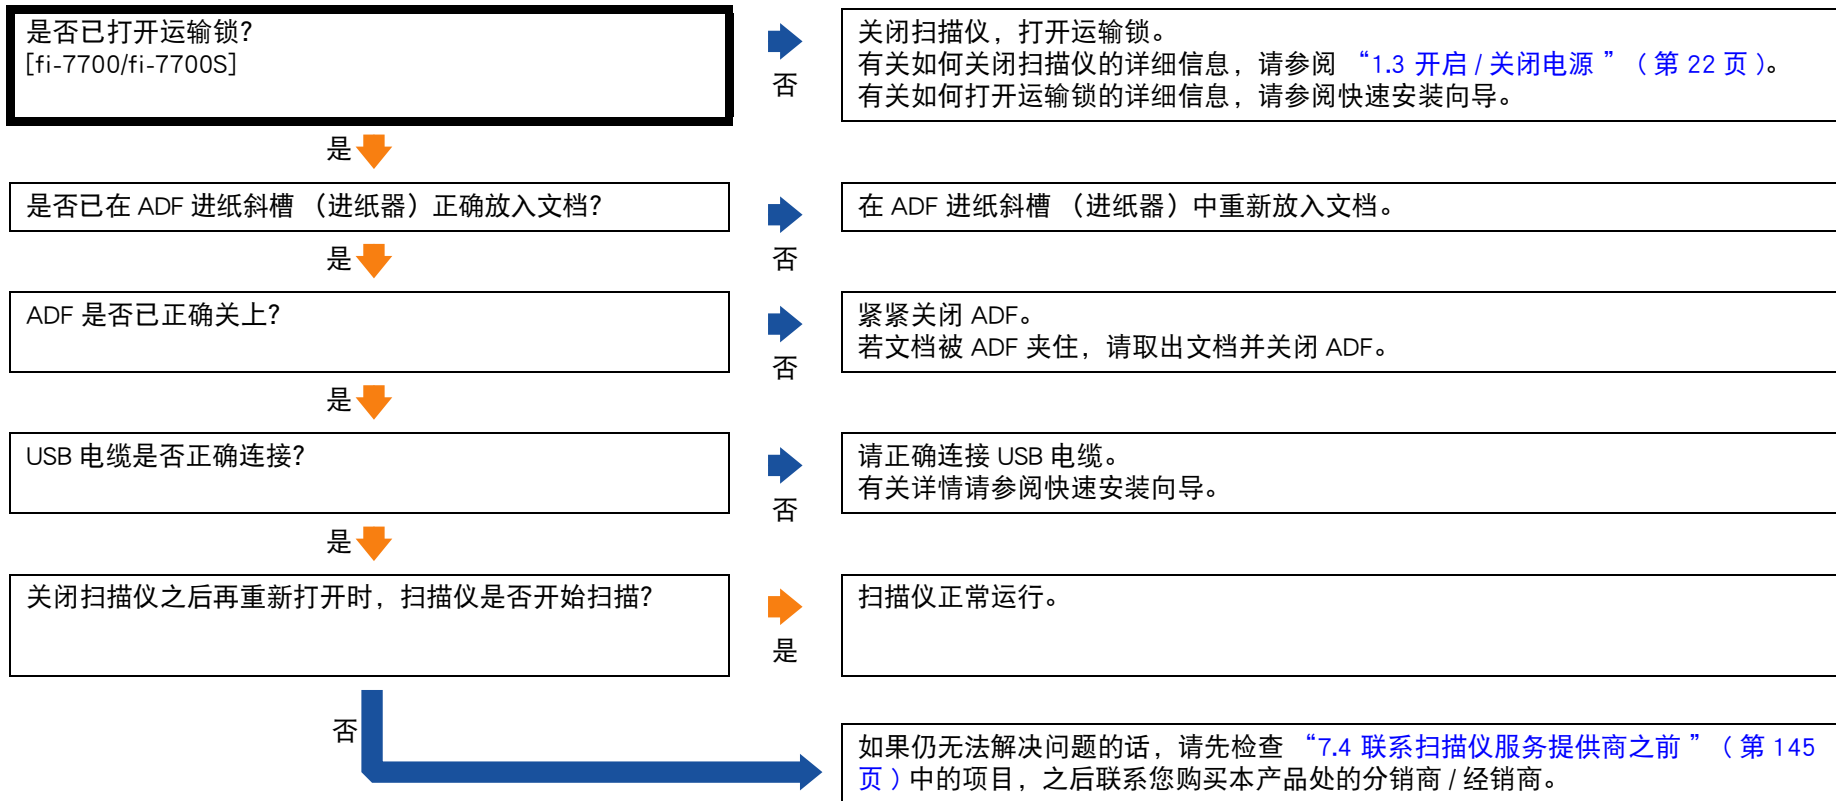 是否已打开运输锁?
[fi-7700/fi-7700S]
否
关闭扫描仪，打开运输锁。
有关如何关闭扫描仪的详细信息，请参阅 “1.3 开启 / 关闭电源 ” ( 第 22 页 )。
有关如何打开运输锁的详细信息，请参阅快速安装向导。
是
是否已在 ADF 进纸斜槽 （进纸器）正确放入文档?
否
在 ADF 进纸斜槽 （进纸器）中重新放入文档。
是
ADF 是否已正确关上?
否
紧紧关闭 ADF。
若文档被 ADF 夹住，请取出文档并关闭 ADF。
是
USB 电缆是否正确连接?
否
请正确连接 USB 电缆。
有关详情请参阅快速安装向导。
是
关闭扫描仪之后再重新打开时，扫描仪是否开始扫描?
是
扫描仪正常运行。
否
如果仍无法解决问题的话，请先检查 “7.4 联系扫描仪服务提供商之前 ” ( 第 145
页 ) 中的项目，之后联系您购买本产品处的分销商 / 经销商。